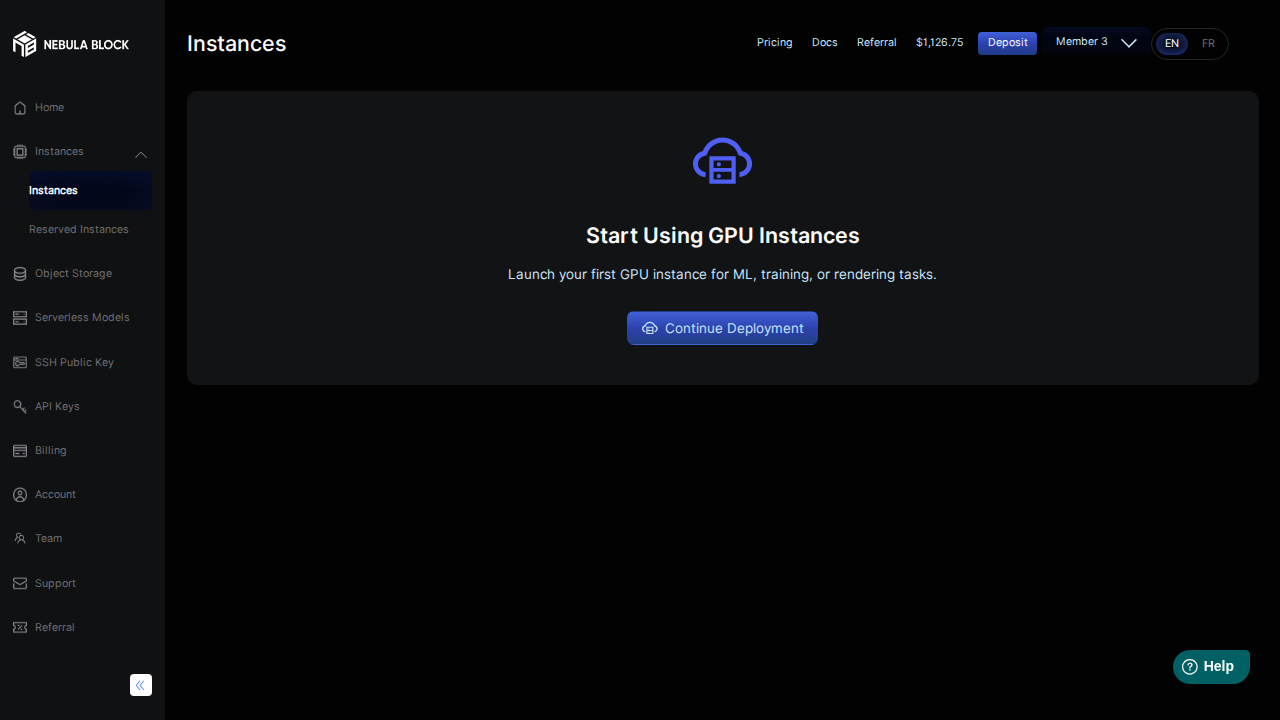 NEBULA BLOCK
Home
Instances
Instances
Reserved Instances
Object Storage
Serverless Models
SSH Public Key
API Keys
Billing
Account
Team
Support
Referral
Instances
Pricing
Docs
Referral
$1,126.75
Deposit
Member 3
EN
FR
Start Using GPU Instances
Launch your first GPU instance for ML, training, or rendering tasks.
Continue Deployment
Help